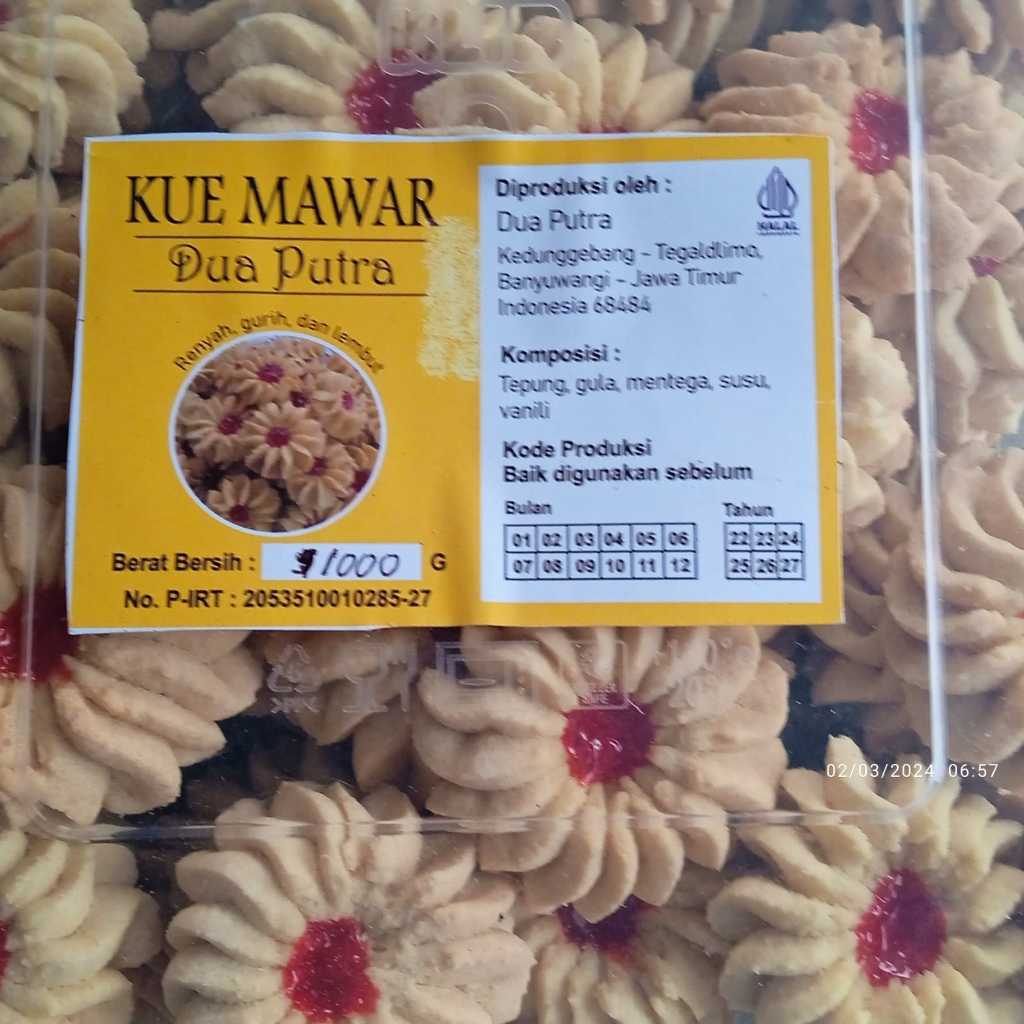 KUE MAWAR
Dua Putra
Renyah, gurih, dan lembut
Berat Bersih : 1000 G
No. P-IRT : 2053510010285-27
Diproduksi oleh :
Dua Putra
Kedunggebang - Tegaldlimo,
Banyuwangi - Jawa Timur
Indonesia 68484
HALAL
Komposisi :
Tepung, gula, mentega, susu,
vanili
Kode Produksi
Baik digunakan sebelum
Bulan
01 02 03 04 05 06
07 08 09 10 11 12
Tahun
22 23 24
25 26 27
02/03/2024 06:57